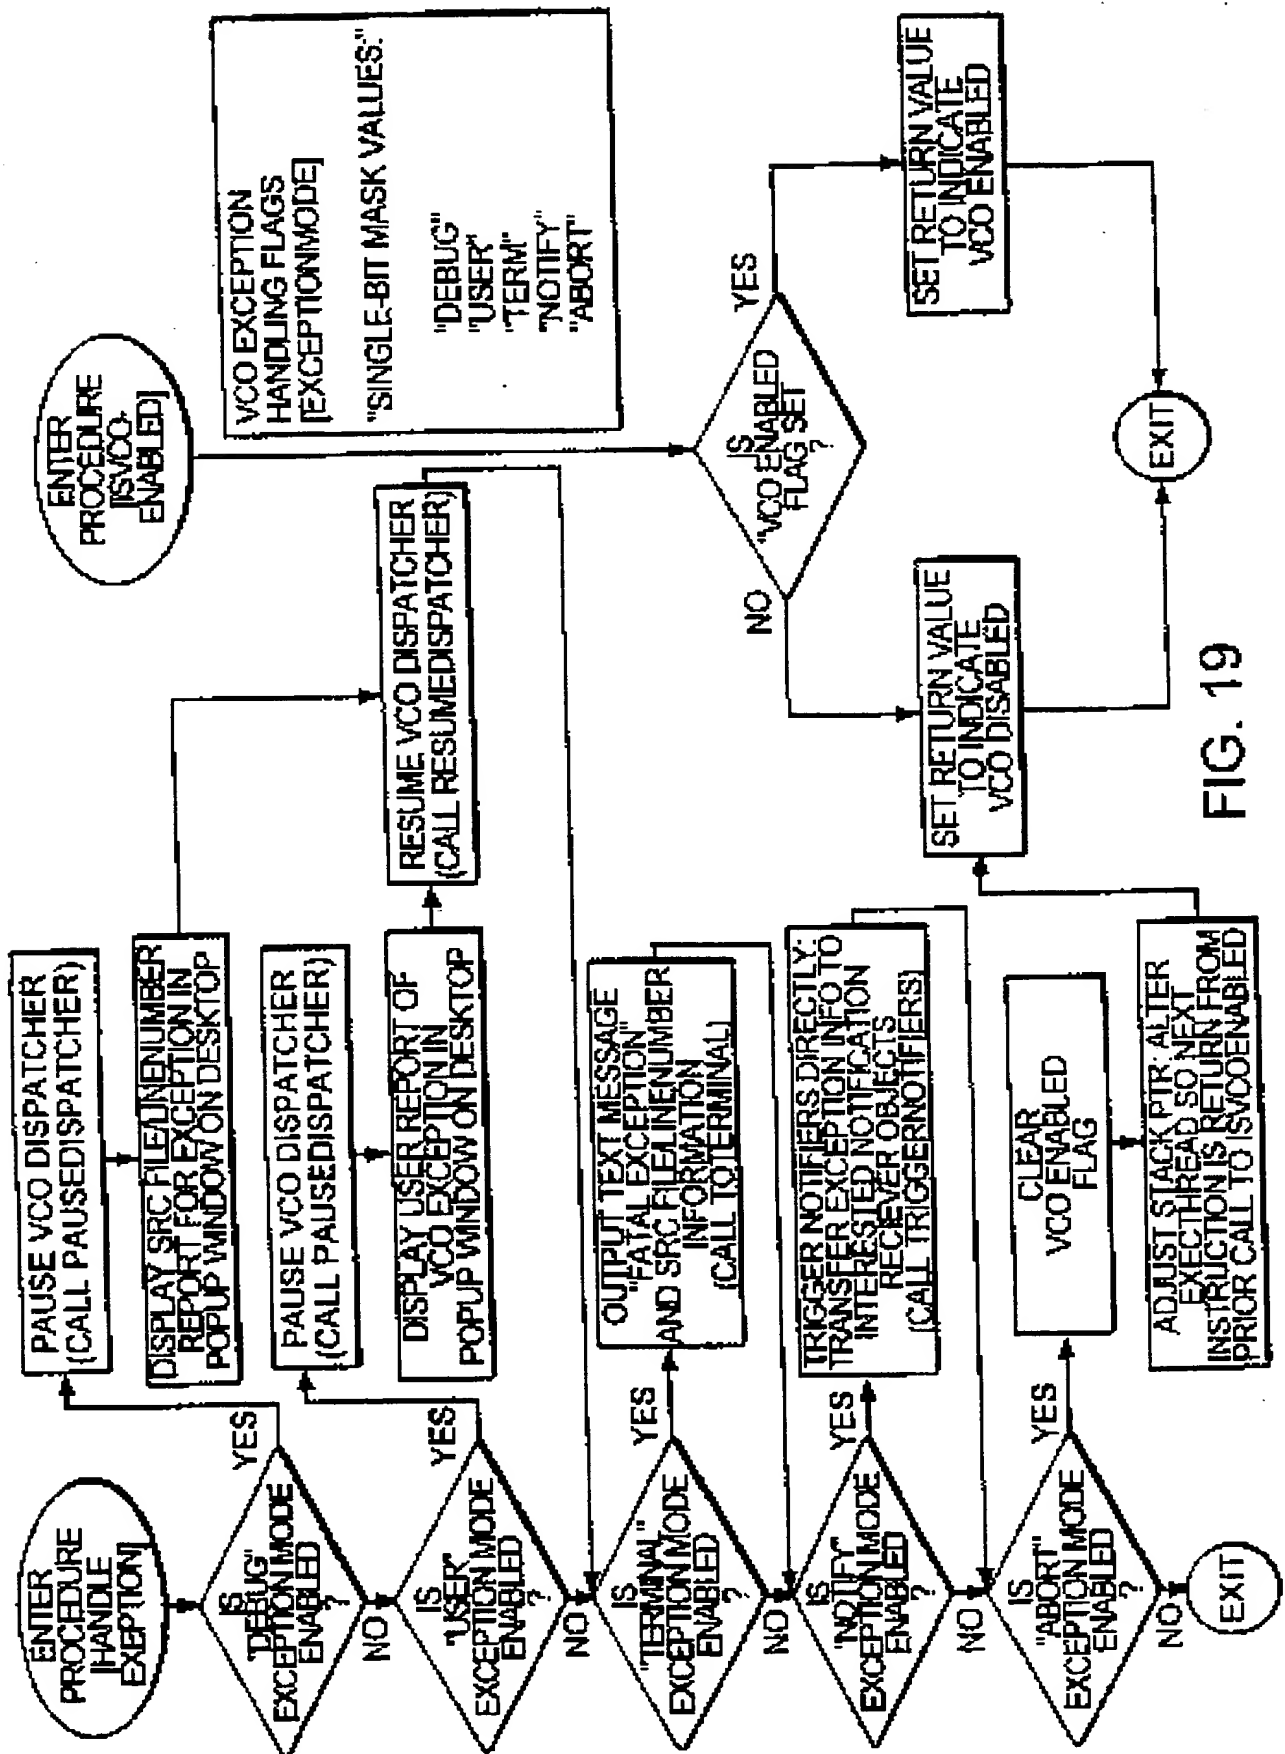 ENTER
PROCEDURE
[HANDLE
EXEPTION]
IS
"DEBUG"
EXCEPTION MODE
ENABLED
?
YES
NO
PAUSE VCO DISPATCHER
(CALL PAUSEDISPATCHER)
DISPLAY SRC FILE/LINENUMBER
REPORT FOR EXCEPTION IN
POPUP WINDOW ON DESKTOP
IS
"USER"
EXCEPTION MODE
ENABLED
?
YES
NO
PAUSE VCO DISPATCHER
(CALL PAUSEDISPATCHER)
DISPLAY USER REPORT OF
VCO EXCEPTION IN
POPUP WINDOW ON DESKTOP
RESUME VCO DISPATCHER
(CALL RESUMEDISPATCHER)
IS
"TERMINAL"
EXCEPTION MODE
ENABLED
?
YES
NO
OUTPUT TEXT MESSAGE
"FATAL EXCEPTION"
AND SRC FILE/LINENUMBER
INFORMATION
(CALL TOTERMINAL)
IS
"NOTIFY"
EXCEPTION MODE
ENABLED
?
YES
NO
TRIGGER NOTIFIERS DIRECTLY:
TRANSFER EXCEPTION INFO TO
INTERESTED NOTIFICATION
RECIEVER OBJECTS
(CALL TRIGGERNOTIFIERS)
IS
"ABORT"
EXCEPTION MODE
ENABLED
?
YES
NO
EXIT
CLEAR
VCO ENABLED
FLAG
ADJUST STACK PTR: ALTER
EXECTHREAD SO NEXT
INSTRUCTION IS RETURN FROM
PRIOR CALL TO ISVCOENABLED
ENTER
PROCEDURE
[ISVCO-
ENABLED]
VCO EXCEPTION
HANDLING FLAGS
[EXCEPTIONMODE]
"SINGLE-BIT MASK VALUES:"
"DEBUG"
"USER"
"TERM"
"NOTIFY"
"ABORT"
IS
"VCO ENABLED
FLAG SET
?
NO
YES
SET RETURN VALUE
TO INDICATE
VCO DISABLED
SET RETURN VALUE
TO INDICATE
VCO ENABLED
EXIT
FIG. 19